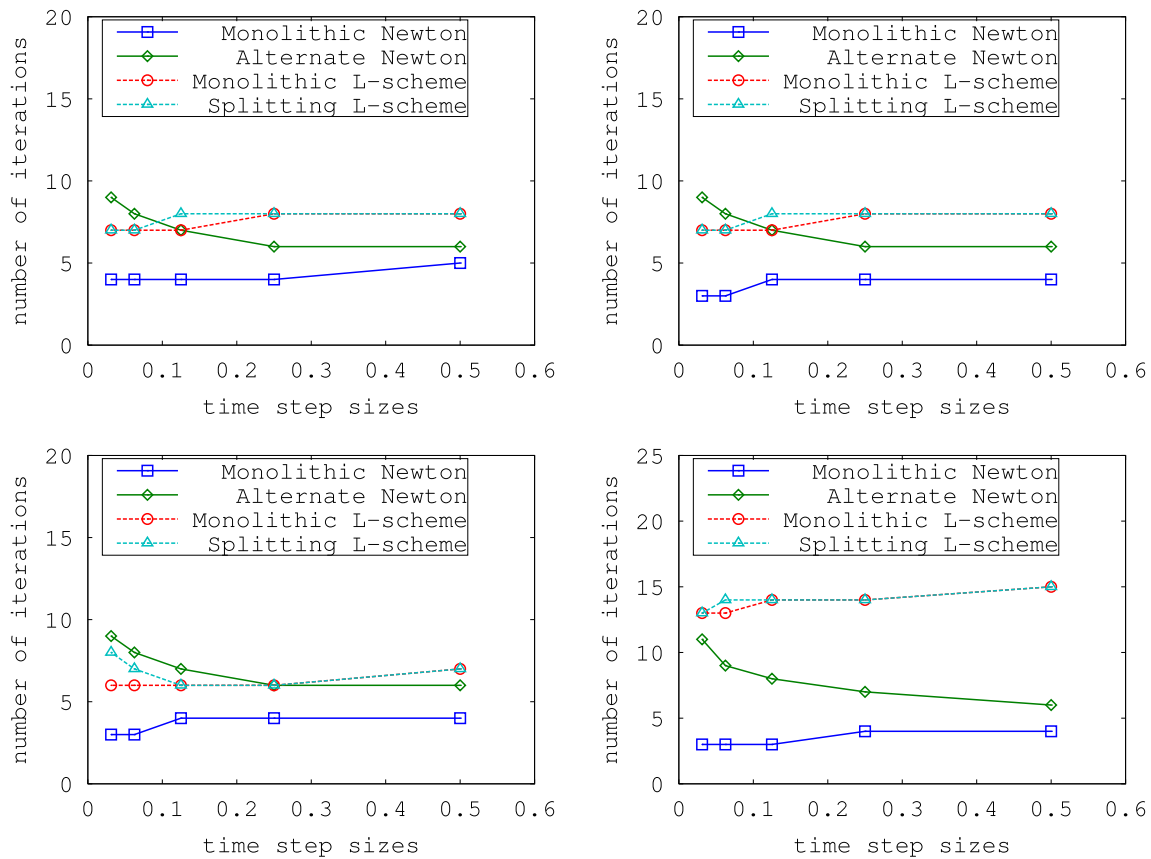 20
15
10
5
0
number of iterations
Monolithic Newton
Alternate Newton
Monolithic L-scheme
Splitting L-scheme
0 0.1 0.2 0.3 0.4 0.5 0.6
time step sizes
20
15
10
5
0
number of iterations
Monolithic Newton
Alternate Newton
Monolithic L-scheme
Splitting L-scheme
0 0.1 0.2 0.3 0.4 0.5 0.6
time step sizes
20
15
10
5
0
number of iterations
Monolithic Newton
Alternate Newton
Monolithic L-scheme
Splitting L-scheme
0 0.1 0.2 0.3 0.4 0.5 0.6
time step sizes
25
20
15
10
5
0
number of iterations
Monolithic Newton
Alternate Newton
Monolithic L-scheme
Splitting L-scheme
0 0.1 0.2 0.3 0.4 0.5 0.6
time step sizes